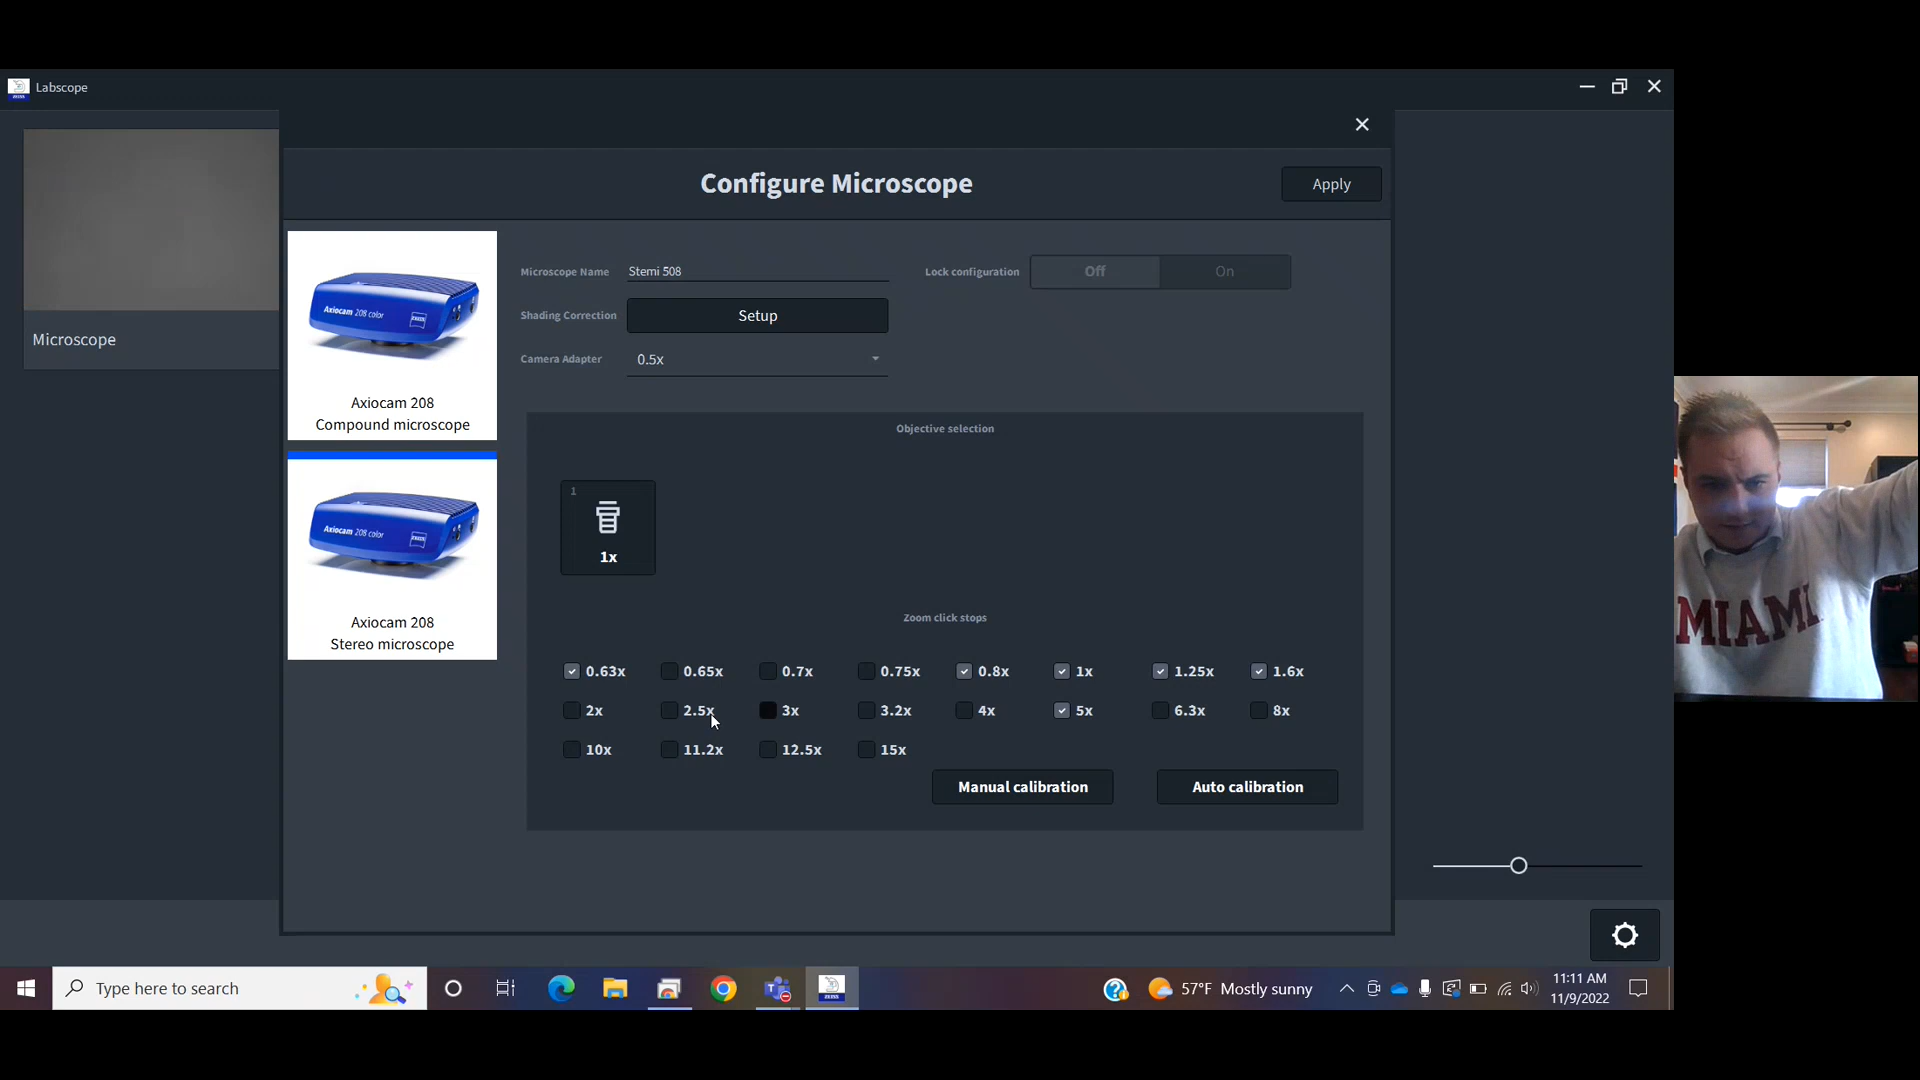 Labscope
Configure Microscope
Apply
Microscope
Axiocam 208 color
ZEISS
Axiocam 208
Compound microscope
Axiocam 208 color
ZEISS
Axiocam 208
Stereo microscope
Microscope Name Stemi 508
Lock configuration Off On
Shading Correction Setup
Camera Adapter 0.5x
Objective selection
1
1x
Zoom click stops
0.63x 0.65x 0.7x 0.75x 0.8x 1x 1.25x 1.6x
2x 2.5x 3x 3.2x 4x 5x 6.3x 8x
10x 11.2x 12.5x 15x
Manual calibration Auto calibration
MIAMI
Type here to search
ZEISS
57°F Mostly sunny
11:11 AM
11/9/2022